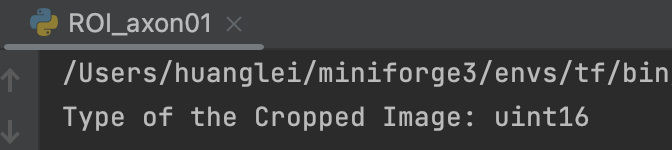 ROI_axon01
/Users/huanglei/miniforge3/envs/tf/bin
Type of the Cropped Image: uint16